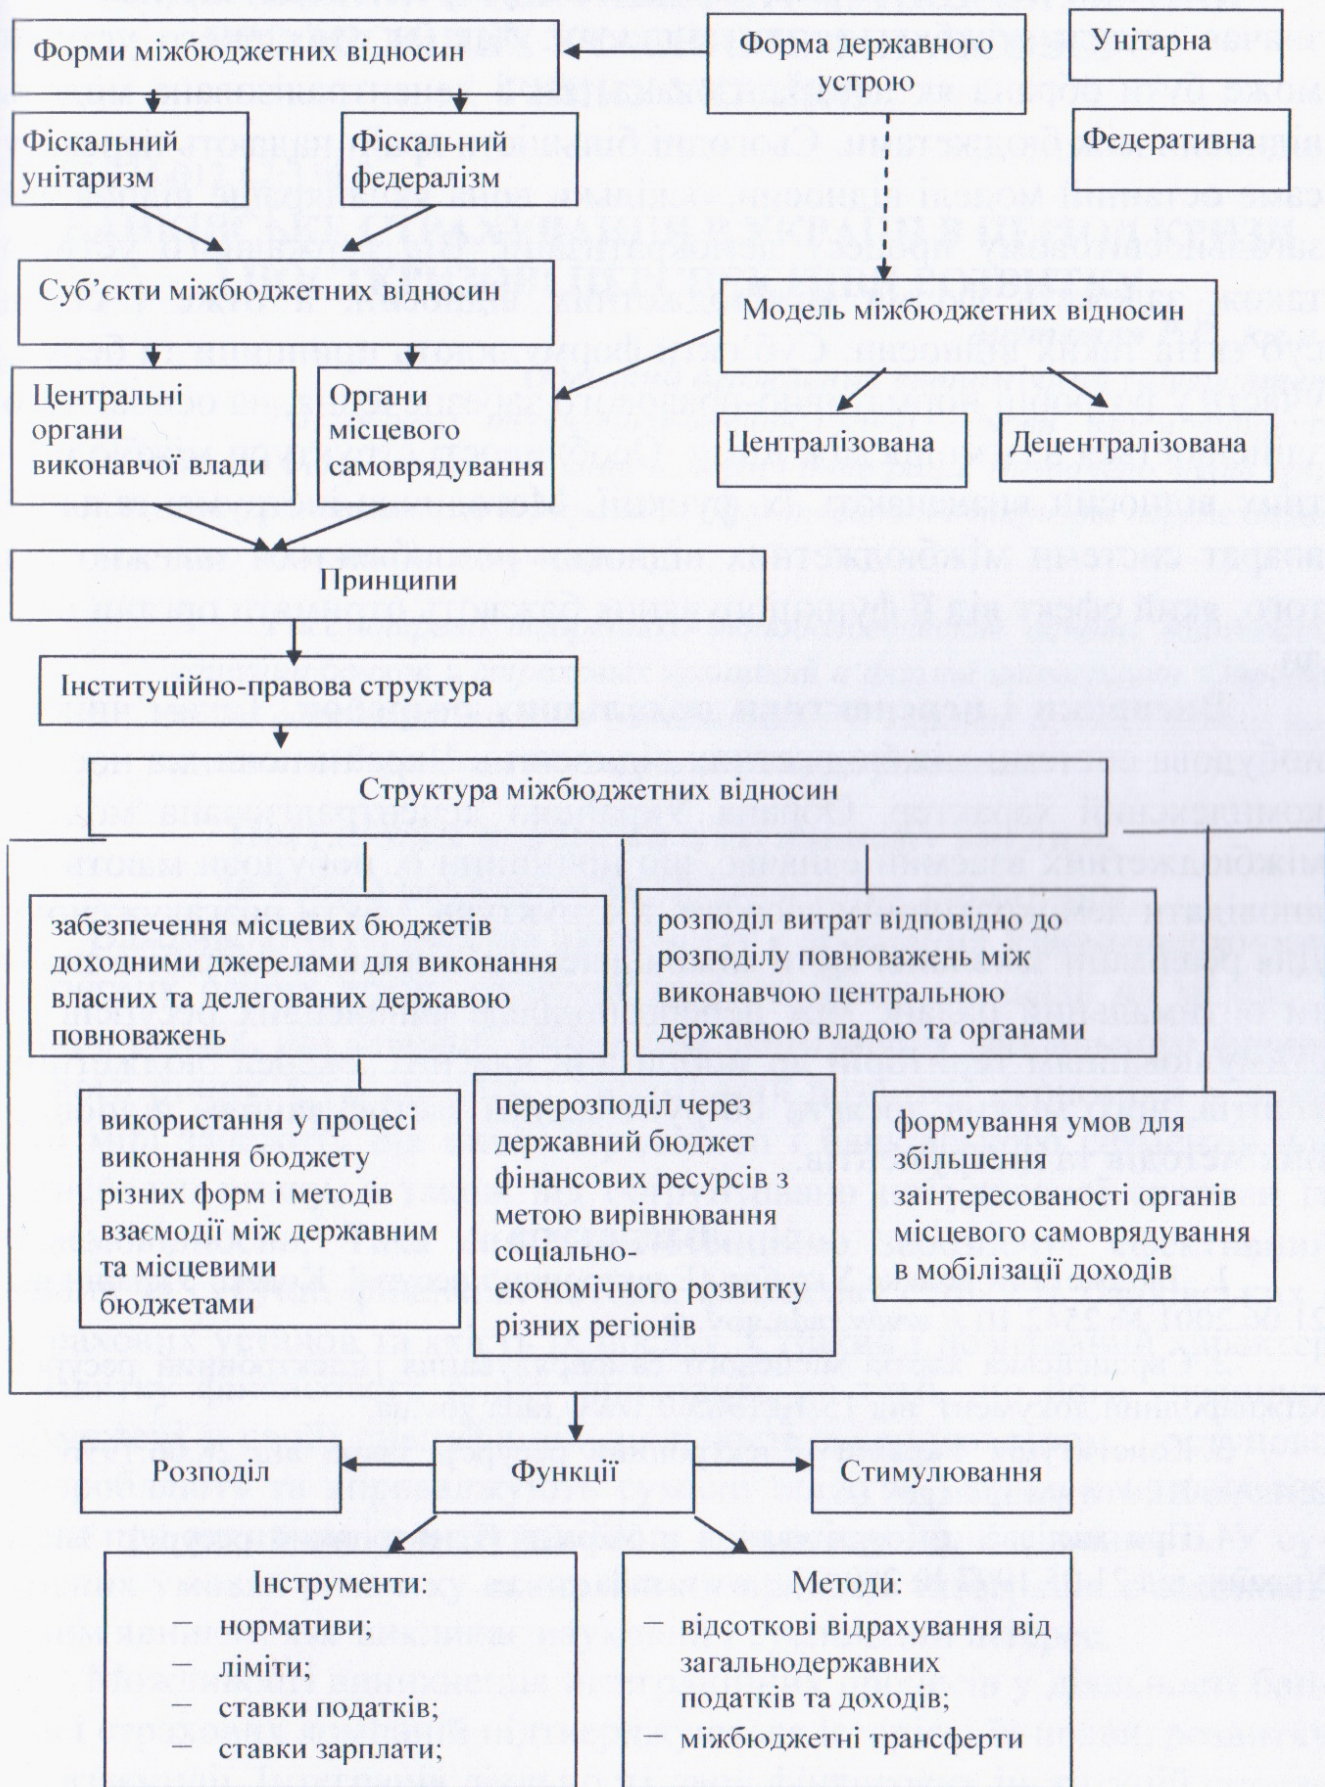 Форми міжбюджетних відносин
Форма державного
устрою
Унітарна
Федеративна
Фіскальний
унітаризм
Фіскальний
федералізм
Суб’єкти міжбюджетних відносин
Модель міжбюджетних відносин
Центральні
органи
виконавчої влади
Органи
місцевого
самоврядування
Централізована
Децентралізована
Принципи
Інституційно-правова структура
Структура міжбюджетних відносин
забезпечення місцевих бюджетів
доходними джерелами для виконання
власних та делегованих державою
повноважень
розподіл витрат відповідно до
розподілу повноважень між
виконавчою центральною
державною владою та органами
використання у процесі
виконання бюджету
різних форм і методів
взаємодії між державним
та місцевими
бюджетами
перерозподіл через
державний бюджет
фінансових ресурсів з
метою вирівнювання
соціально-
економічного розвитку
різних регіонів
формування умов для
збільшення
заінтересованості органів
місцевого самоврядування
в мобілізації доходів
Розподіл
Функції
Стимулювання
Інструменти:
– нормативи;
– ліміти;
– ставки податків;
– ставки зарплати;
Методи:
– відсоткові відрахування від
загальнодержавних
податків та доходів;
– міжбюджетні трансферти